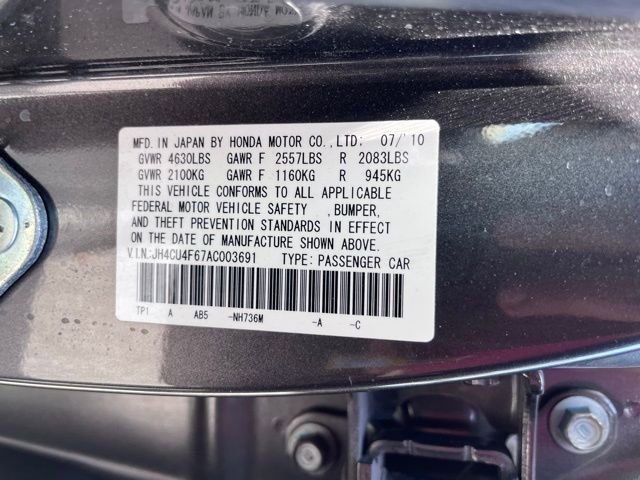 MFD. IN JAPAN BY HONDA MOTOR CO.,LTD: 07/'10
GVWR 4630LBS GAWR F 2557LBS R 2083LBS
GVWR 2100KG GAWR F 1160KG R 945KG
THIS VEHICLE CONFORMS TO ALL APPLICABLE
FEDERAL MOTOR VEHICLE SAFETY ,BUMPER,
AND THEFT PREVENTION STANDARDS IN EFFECT
ON THE DATE OF MANUFACTURE SHOWN ABOVE.
V.I.N.:JH4CU4F67AC003691 TYPE: PASSENGER CAR
TP1 A AB5 -NH736M -A -C